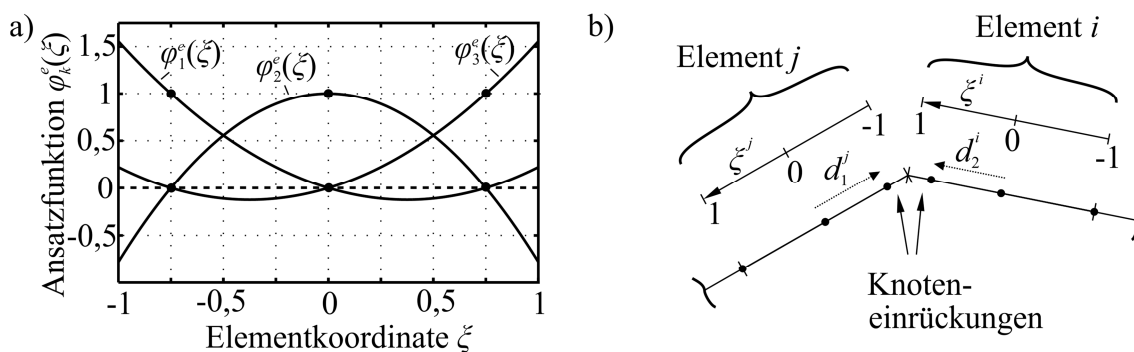 a)
Ansatzfunktion φₖᵉ(ξ)
1,5
1
0,5
0
-0,5
-1
-0,5
0
0,5
1
Elementkoordinate ξ
φ₁ᵉ(ξ)
φ₂ᵉ(ξ)
φ₃ᵉ(ξ)
b)
Element j
Element i
ξʲ
-1
0
1
d₁ʲ
1
ξⁱ
0
-1
d₂ⁱ
Knoten-
einrückungen